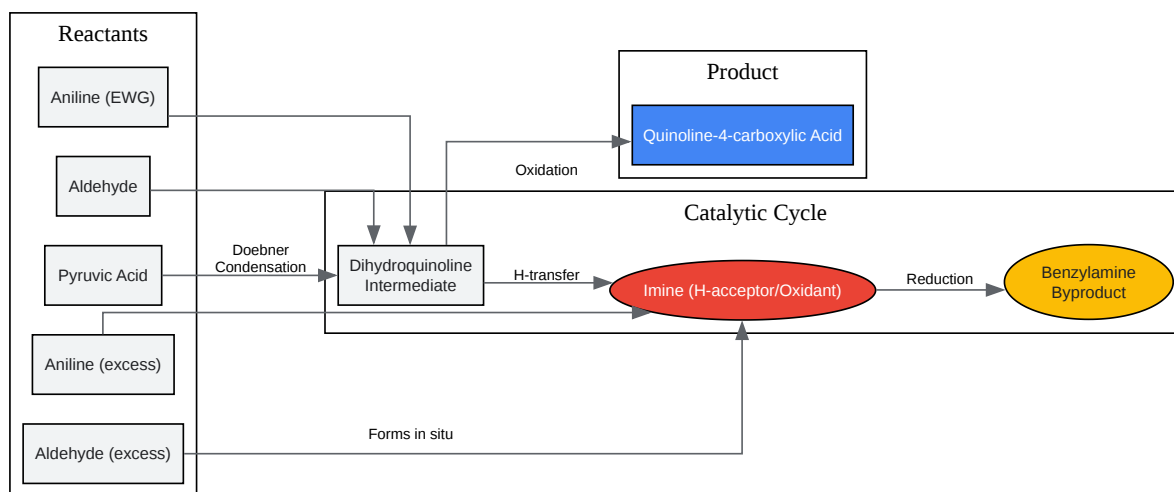 Reactants
Aniline (EWG)
Aldehyde
Pyruvic Acid
Aniline (excess)
Aldehyde (excess)
Doebner
Condensation
Forms in situ
Product
Quinoline-4-carboxylic Acid
Oxidation
Catalytic Cycle
Dihydroquinoline
Intermediate
H-transfer
Imine (H-acceptor/Oxidant)
Reduction
Benzylamine
Byproduct